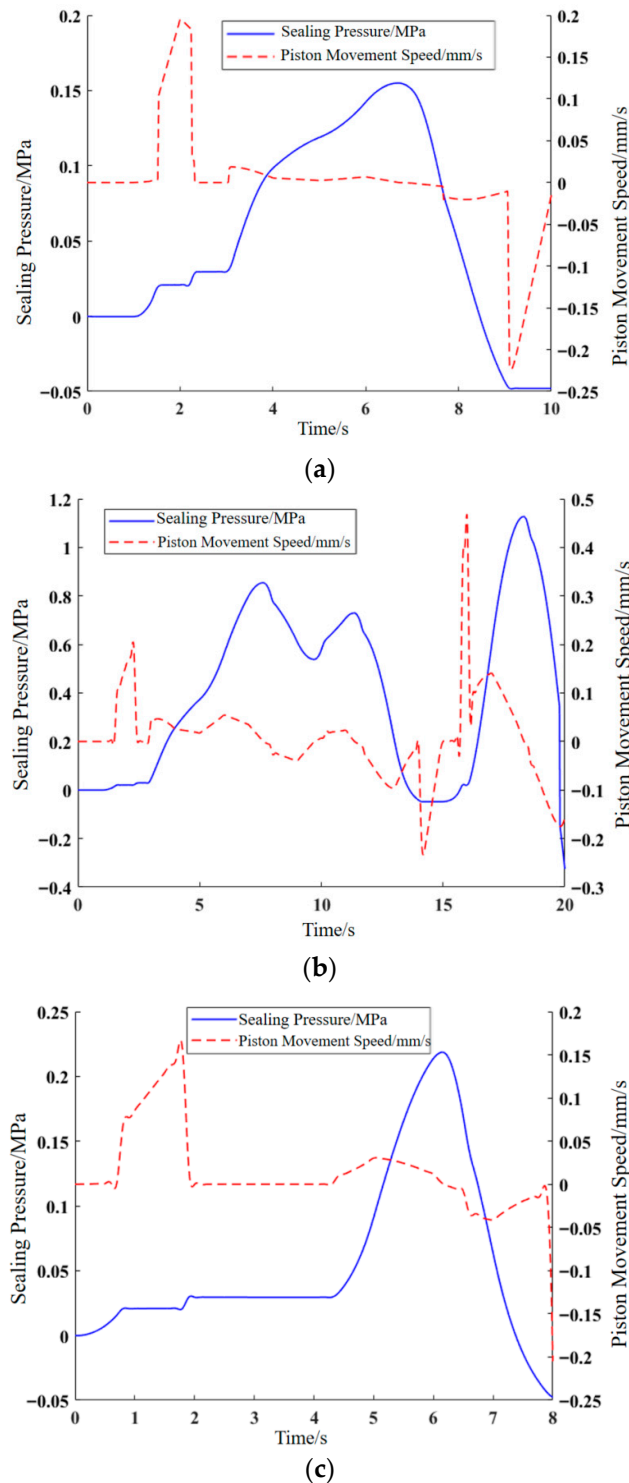 0.2
0.15
0.1
0.05
0
−0.05
Sealing Pressure/MPa
Sealing Pressure/MPa
Piston Movement Speed/mm/s
0.2
0.15
0.1
0.05
0
−0.05
−0.1
−0.15
−0.2
−0.25
Piston Movement Speed/mm/s
0 2 4 6 8 10
Time/s
(a)
1.2
1
0.8
0.6
0.4
0.2
0
−0.2
−0.4
Sealing Pressure/MPa
Sealing Pressure/MPa
Piston Movement Speed/mm/s
0.5
0.4
0.3
0.2
0.1
0
−0.1
−0.2
−0.3
Piston Movement Speed/mm/s
0 5 10 15 20
Time/s
(b)
0.25
0.2
0.15
0.1
0.05
0
−0.05
Sealing Pressure/MPa
Sealing Pressure/MPa
Piston Movement Speed/mm/s
0.2
0.15
0.1
0.05
0
−0.05
−0.1
−0.15
−0.2
−0.25
Piston Movement Speed/mm/s
0 1 2 3 4 5 6 7 8
Time/s
(c)